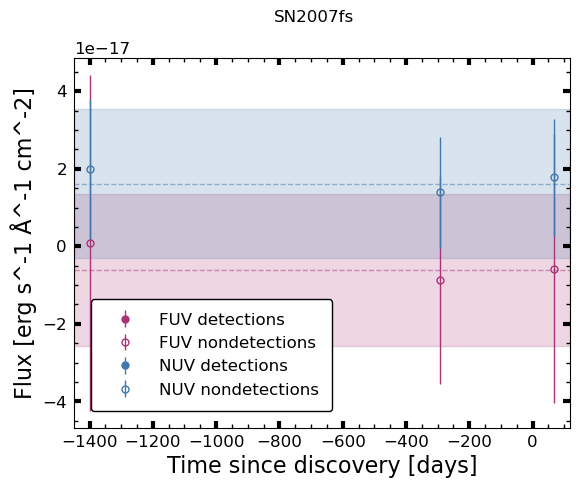 SN2007fs
1e−17
Flux [erg s^-1 Å^-1 cm^-2]
4
2
0
−2
−4
FUV detections
FUV nondetections
NUV detections
NUV nondetections
−1400 −1200 −1000 −800 −600 −400 −200 0
Time since discovery [days]